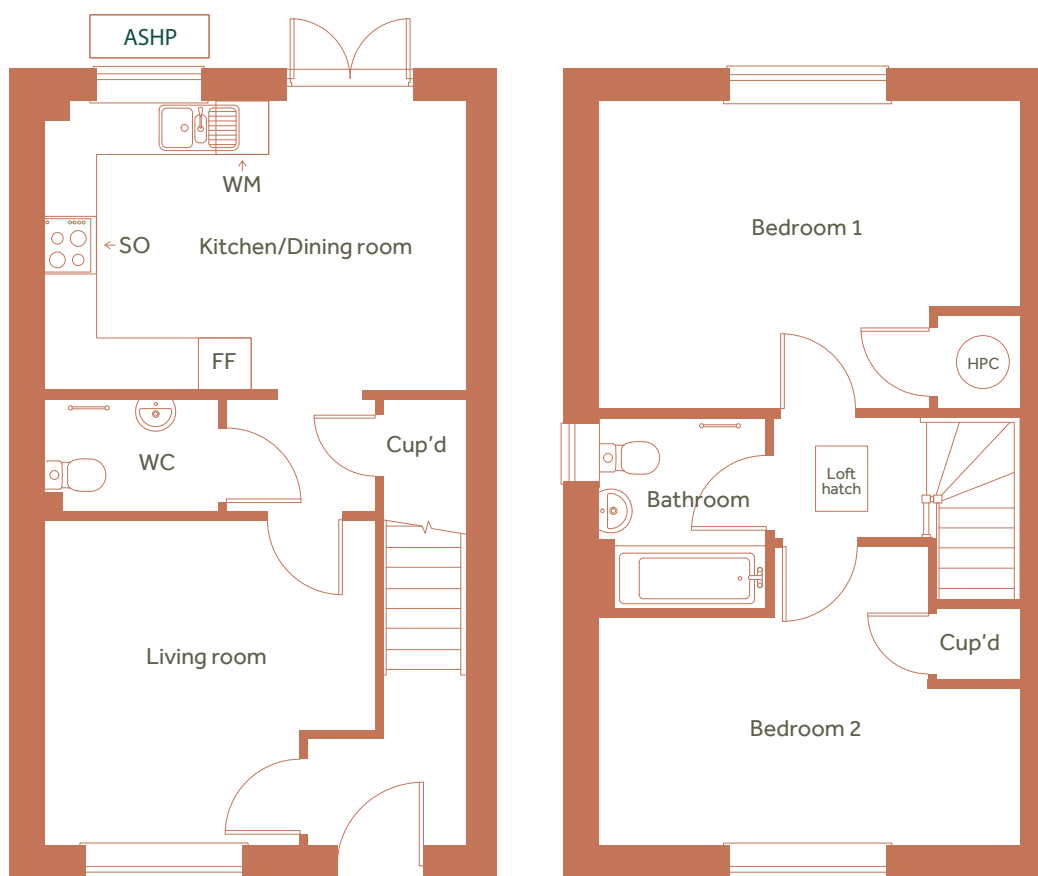 ASHP
WM
SO
Kitchen/Dining room
FF
WC
Cup'd
Living room
Bedroom 1
HPC
Loft
hatch
Bathroom
Cup'd
Bedroom 2